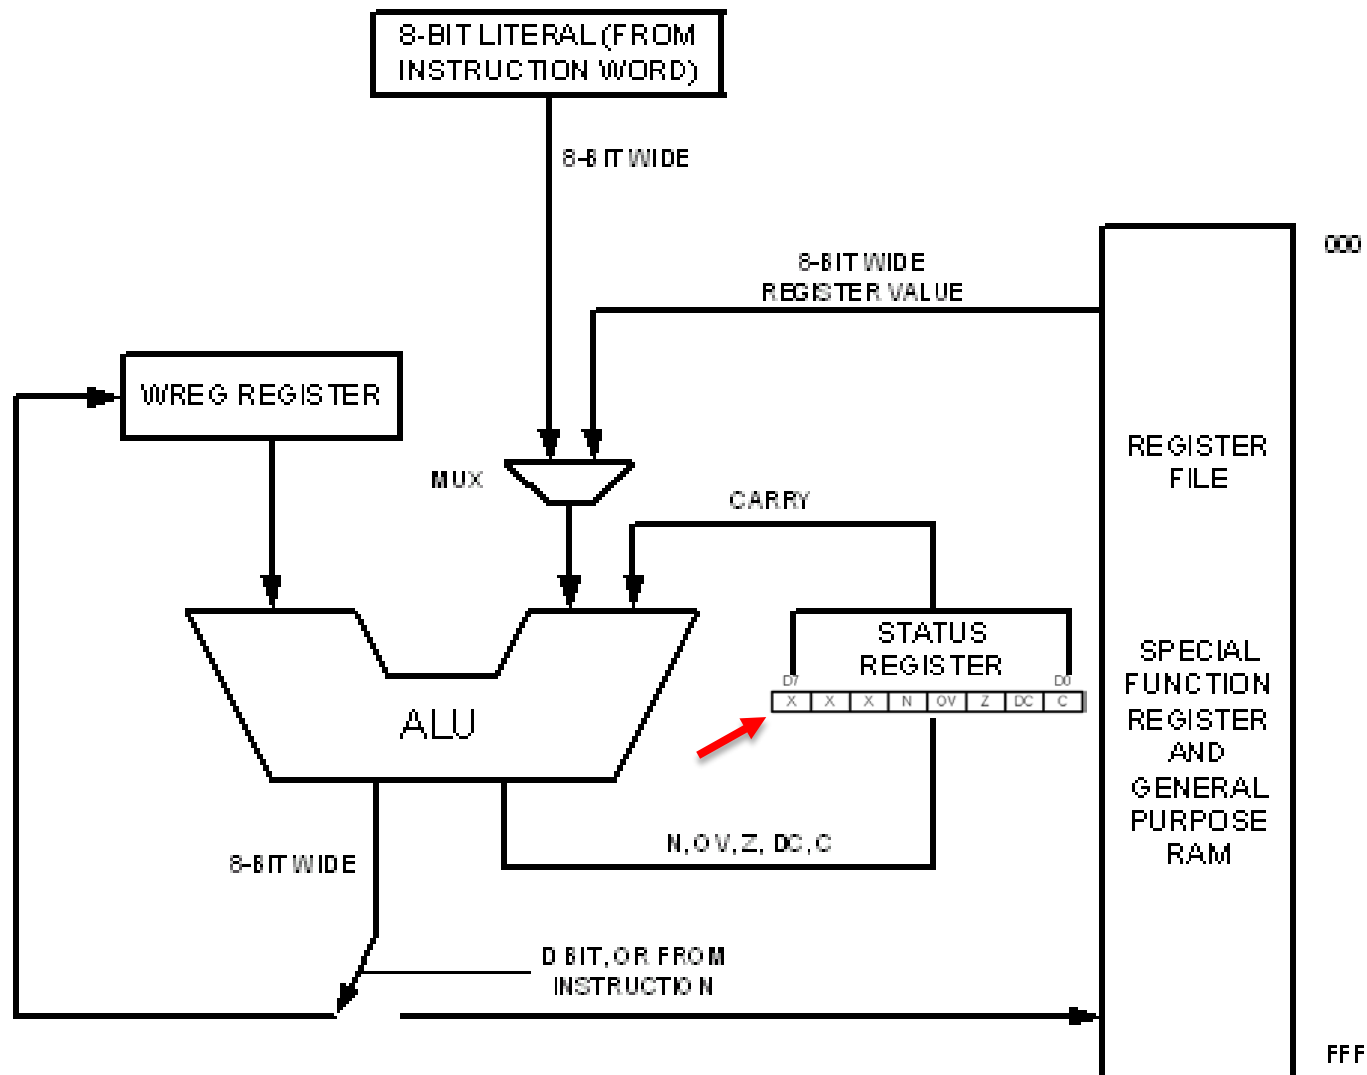 8-BIT LITERAL (FROM
INSTRUCTION WORD)
8-BIT WIDE
000
8-BIT WIDE
REGISTER VALUE
WREG REGISTER
REGISTER
FILE
MUX
CARRY
STATUS
REGISTER
D7 D0
X X X N OV Z DC C
SPECIAL
FUNCTION
REGISTER
AND
GENERAL
PURPOSE
RAM
ALU
N, OV, Z, DC, C
8-BIT WIDE
D BIT, OR FROM
INSTRUCTION
FFF